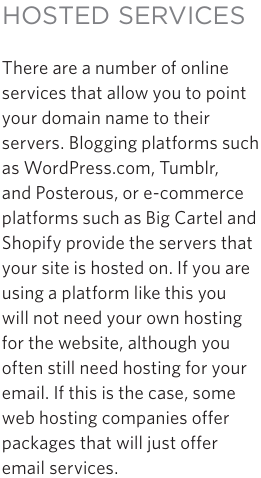 HOSTED SERVICES
There are a number of online
services that allow you to point
your domain name to their
servers. Blogging platforms such
as WordPress.com, Tumblr,
and Posterous, or e-commerce
platforms such as Big Cartel and
Shopify provide the servers that
your site is hosted on. If you are
using a platform like this you
will not need your own hosting
for the website, although you
often still need hosting for your
email. If this is the case, some
web hosting companies offer
packages that will just offer
email services.